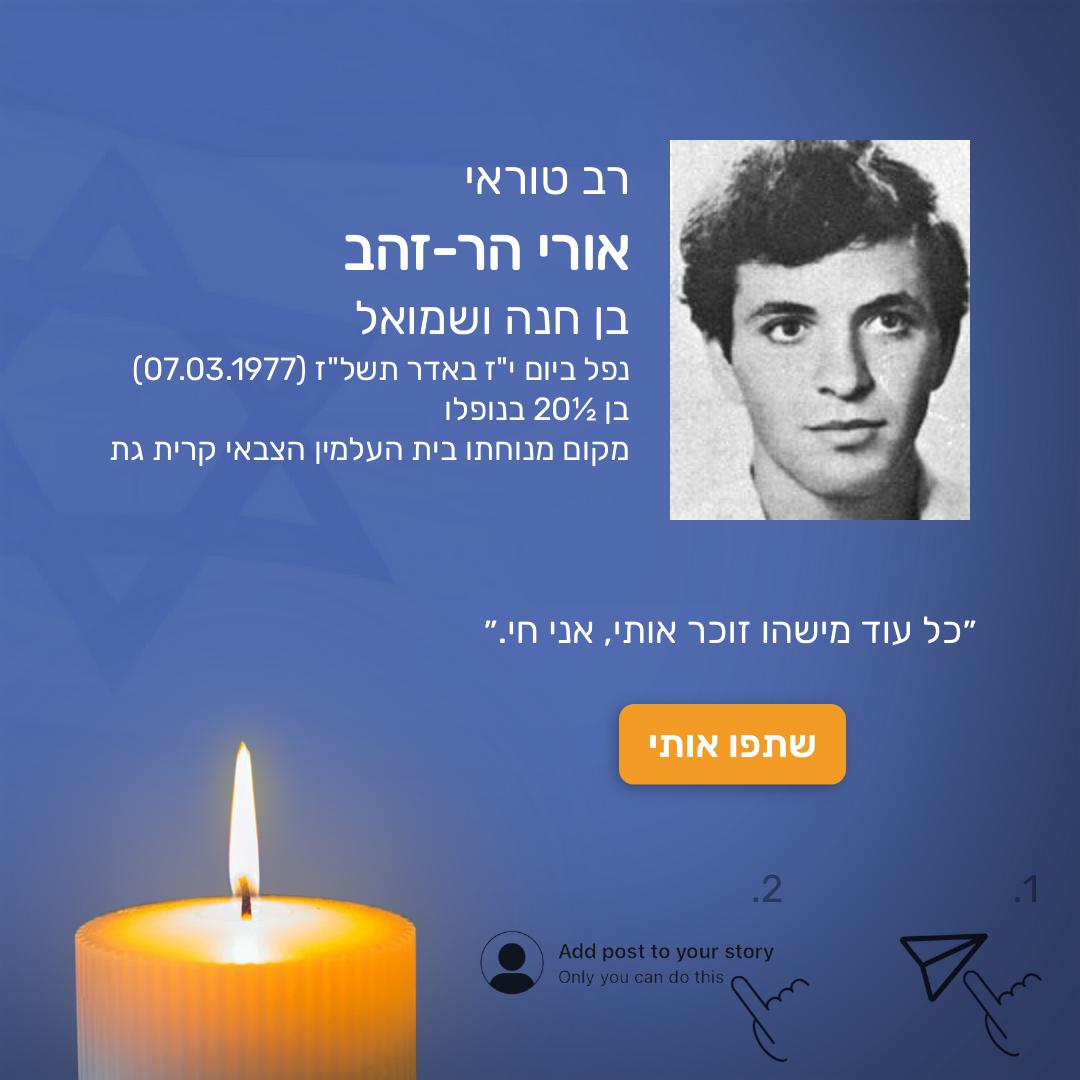 רב טוראי
אורי הר-זהב
בן חנה ושמואל
נפל ביום י"ז באדר תשל"ז (07.03.1977)
בן 20½ בנופלו
מקום מנוחתו בית העלמין הצבאי קרית גת
״כל עוד מישהו זוכר אותי, אני חי.״
שתפו אותי
1.
2.
Add post to your story
Only you can do this